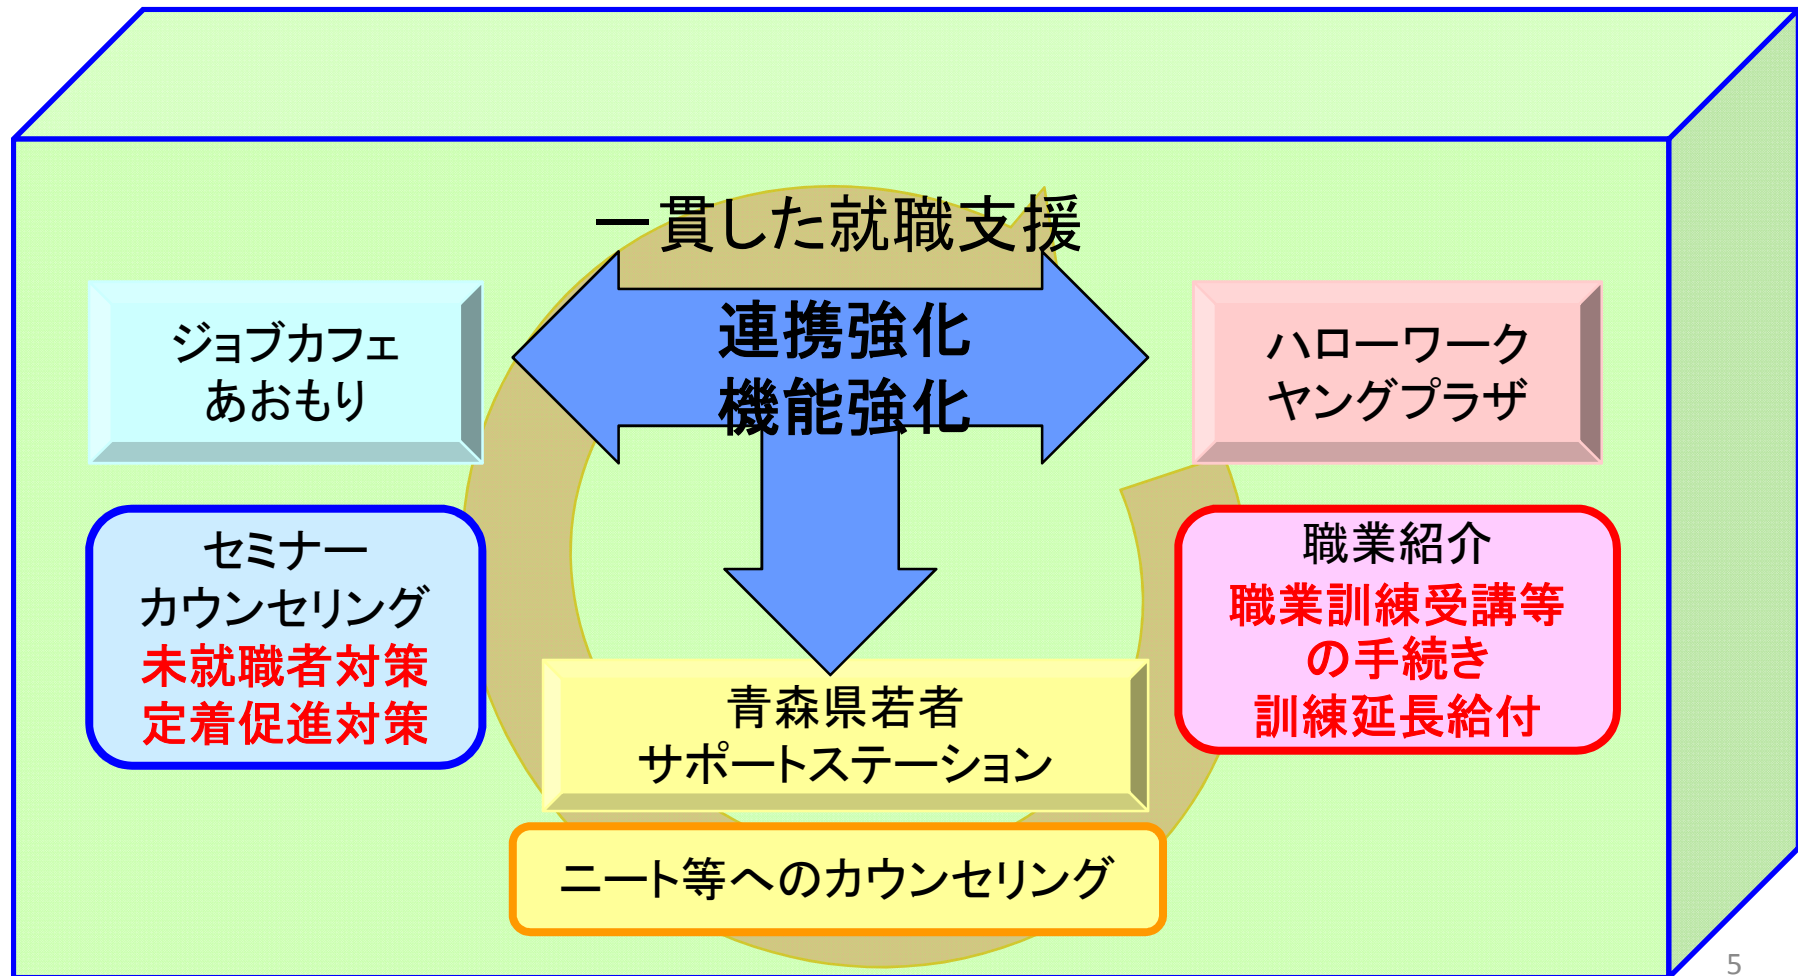 一貫した就職支援
連携強化
機能強化
ジョブカフェ
あおもり
ハローワーク
ヤングプラザ
セミナー
カウンセリング
未就職者対策
定着促進対策
職業紹介
職業訓練受講等
の手続き
訓練延長給付
青森県若者
サポートステーション
ニート等へのカウンセリング
5